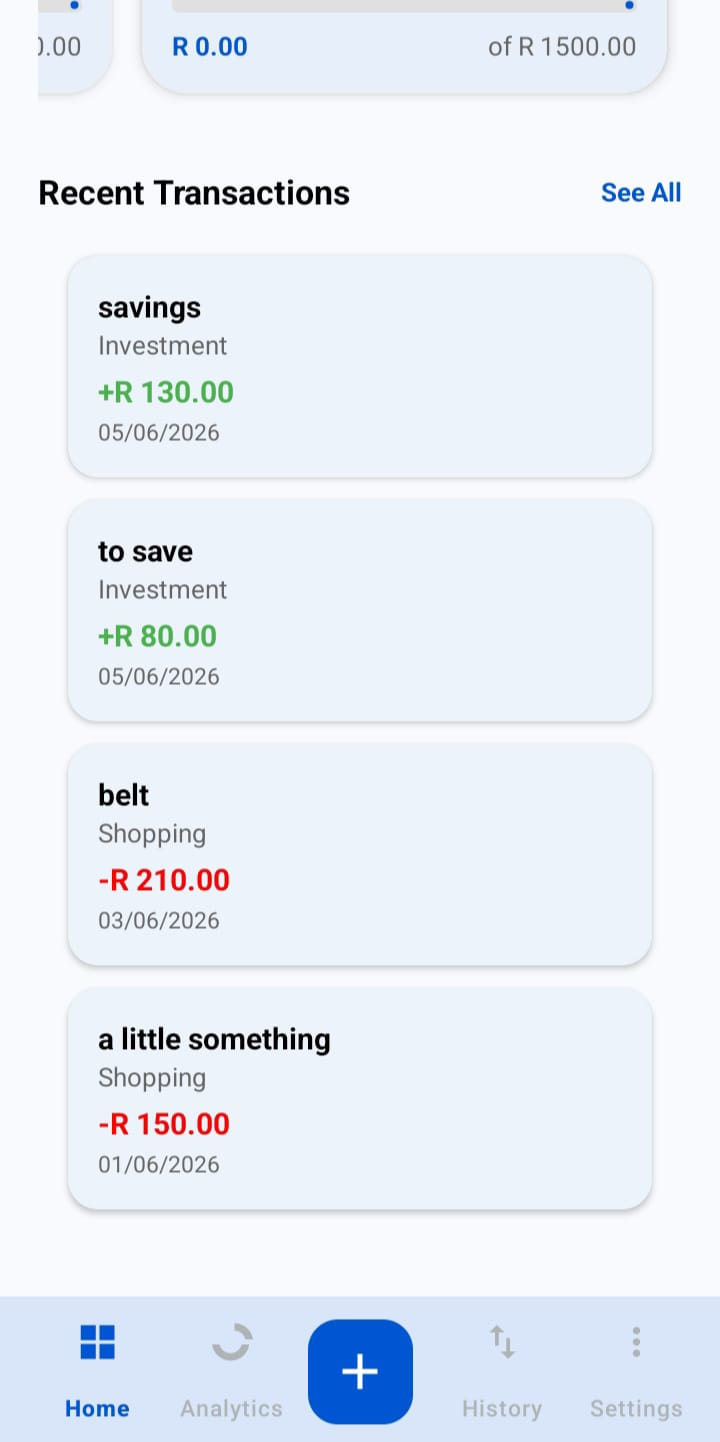 0.00
R 0.00
of R 1500.00
Recent Transactions
See All
savings
Investment
+R 130.00
05/06/2026
to save
Investment
+R 80.00
05/06/2026
belt
Shopping
-R 210.00
03/06/2026
a little something
Shopping
-R 150.00
01/06/2026
Home
Analytics
History
Settings